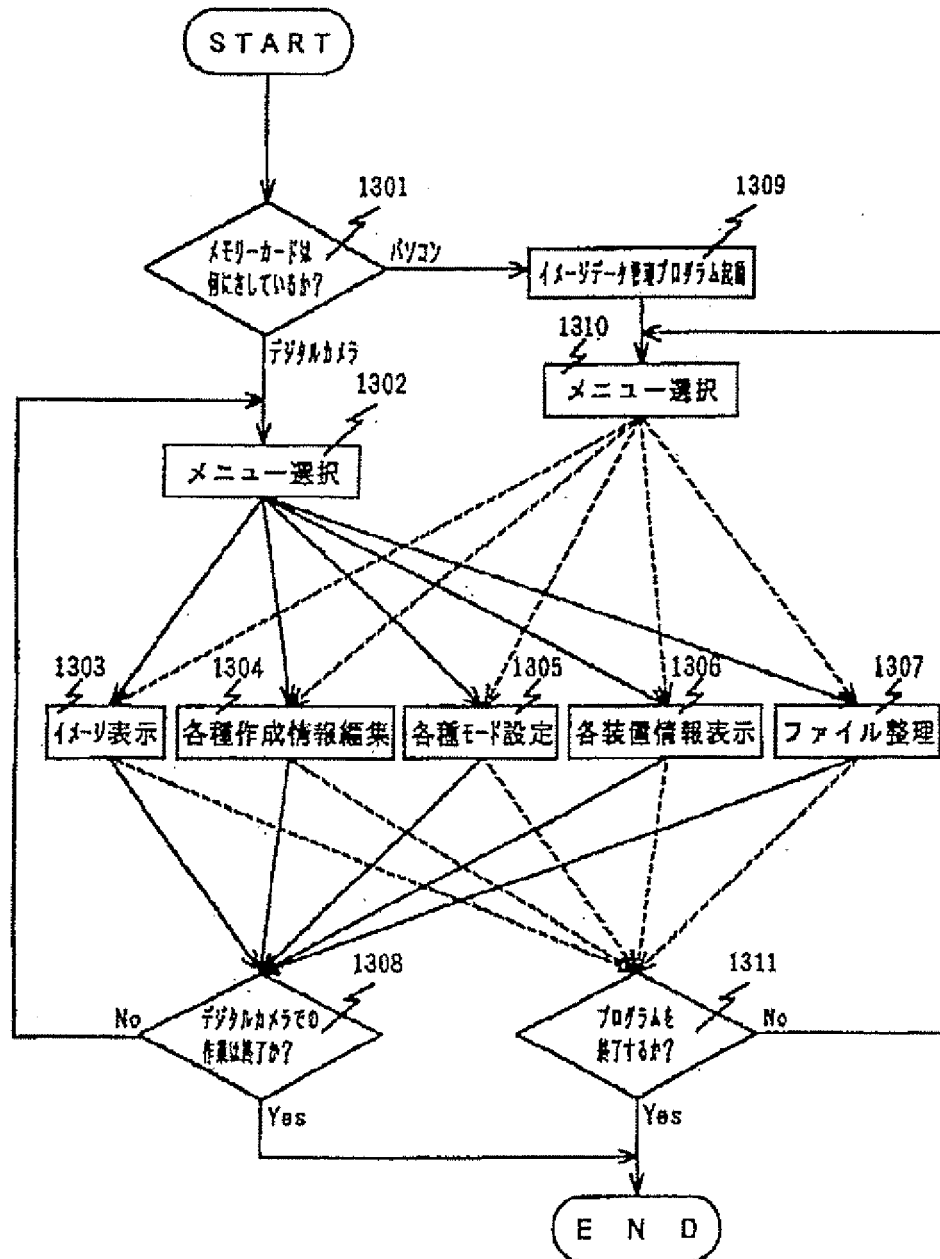 START
1301
メモリーカードは
何にさしているか？
パソコン
デジタルカメラ
1309
イメージデータ管理プログラム起動
1310
メニュー選択
1302
メニュー選択
1303
イメージ表示
1304
各種作成情報編集
1305
各種モード設定
1306
各装置情報表示
1307
ファイル整理
1308
デジタルカメラでの
作業は終了か？
No
Yes
1311
プログラムを
終了するか？
No
Yes
END